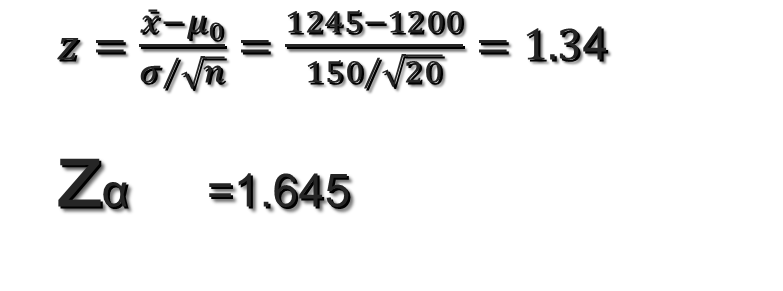 z = (x̄−μ₀)/(σ/√n) = (1245−1200)/(150/√20) = 1.34
Zα =1.645